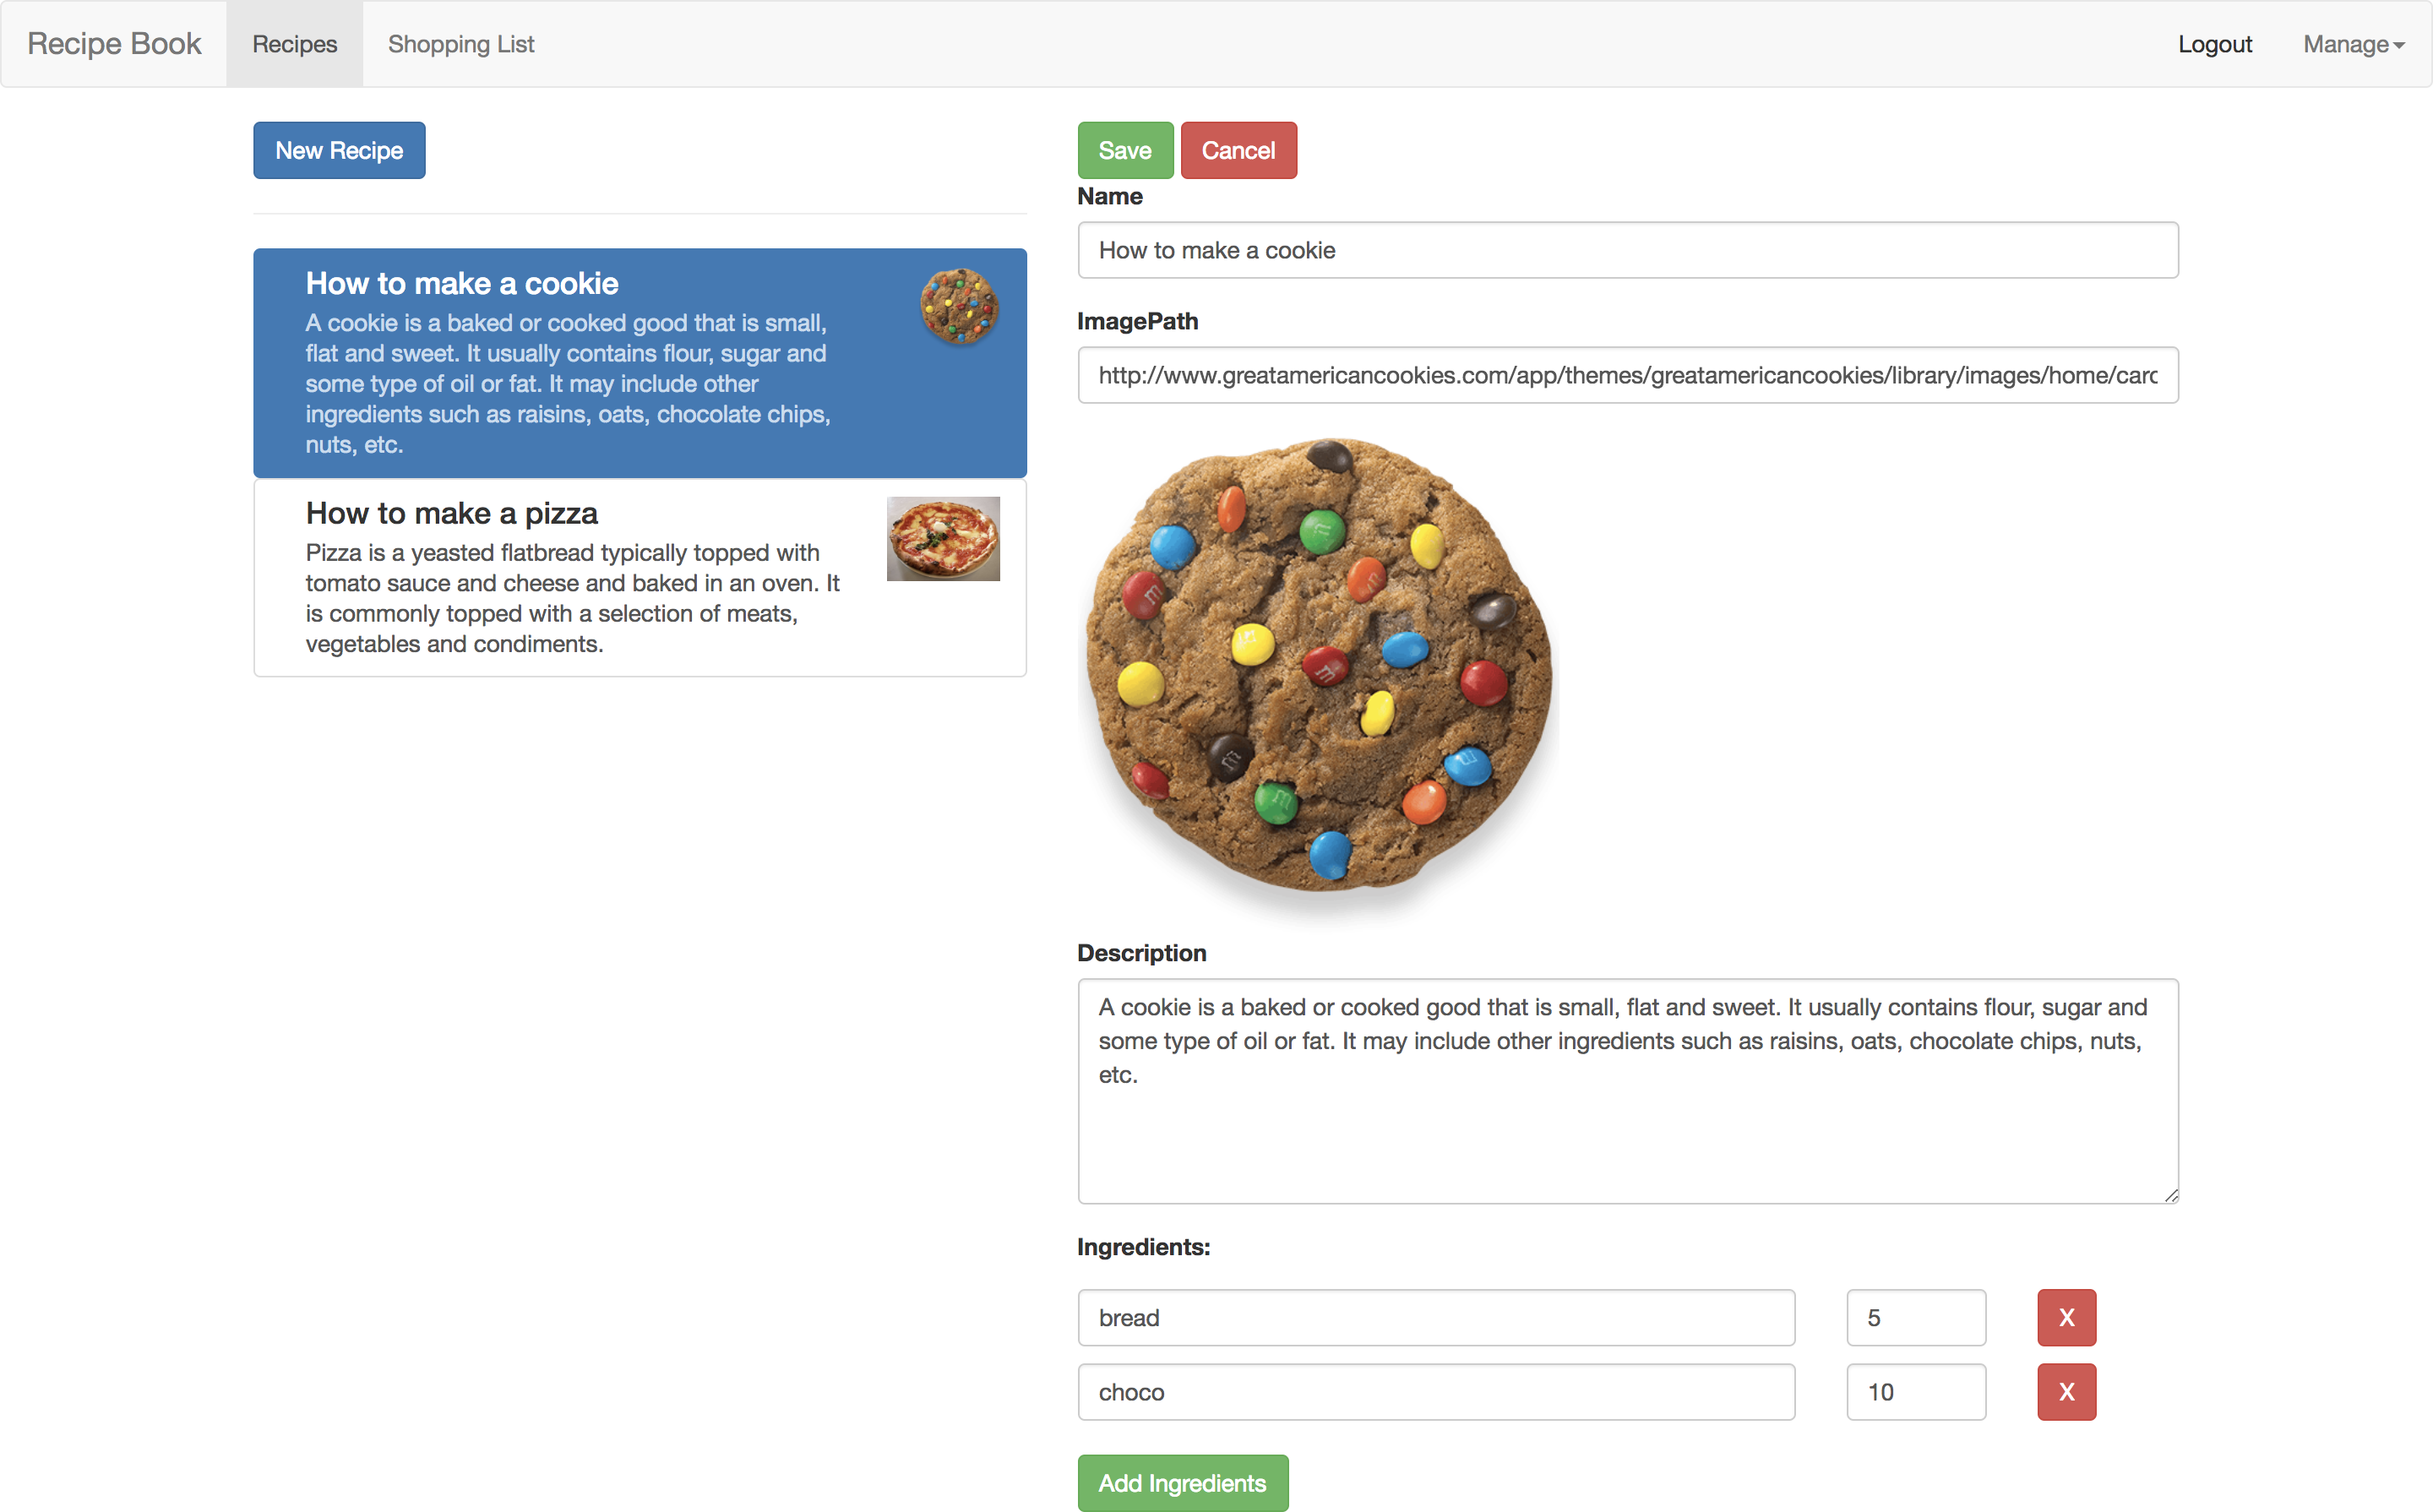 Recipe Book Recipes Shopping List Logout Manage
New Recipe
How to make a cookie
A cookie is a baked or cooked good that is small,
flat and sweet. It usually contains flour, sugar and
some type of oil or fat. It may include other
ingredients such as raisins, oats, chocolate chips,
nuts, etc.
How to make a pizza
Pizza is a yeasted flatbread typically topped with
tomato sauce and cheese and baked in an oven. It
is commonly topped with a selection of meats,
vegetables and condiments.
Save Cancel
Name
How to make a cookie
ImagePath
http://www.greatamericancookies.com/app/themes/greatamericancookies/library/images/home/carc
m
m
m
m
m
m
Description
A cookie is a baked or cooked good that is small, flat and sweet. It usually contains flour, sugar and
some type of oil or fat. It may include other ingredients such as raisins, oats, chocolate chips, nuts,
etc.
Ingredients:
bread 5 X
choco 10 X
Add Ingredients